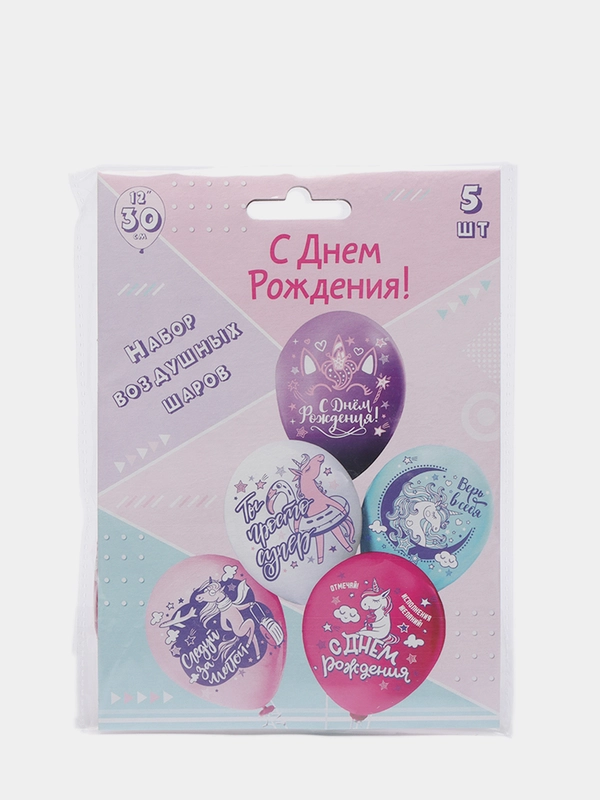 12"
30
см
5
шт
С Днем
Рождения!
Набор
воздушных
шаров
С Днём
Рождения!
Ты
просто
супер
Верь
в себя
Следуй
за
мечтой
Отмечай!
Исполнения
желаний!
С Днём
Рождения